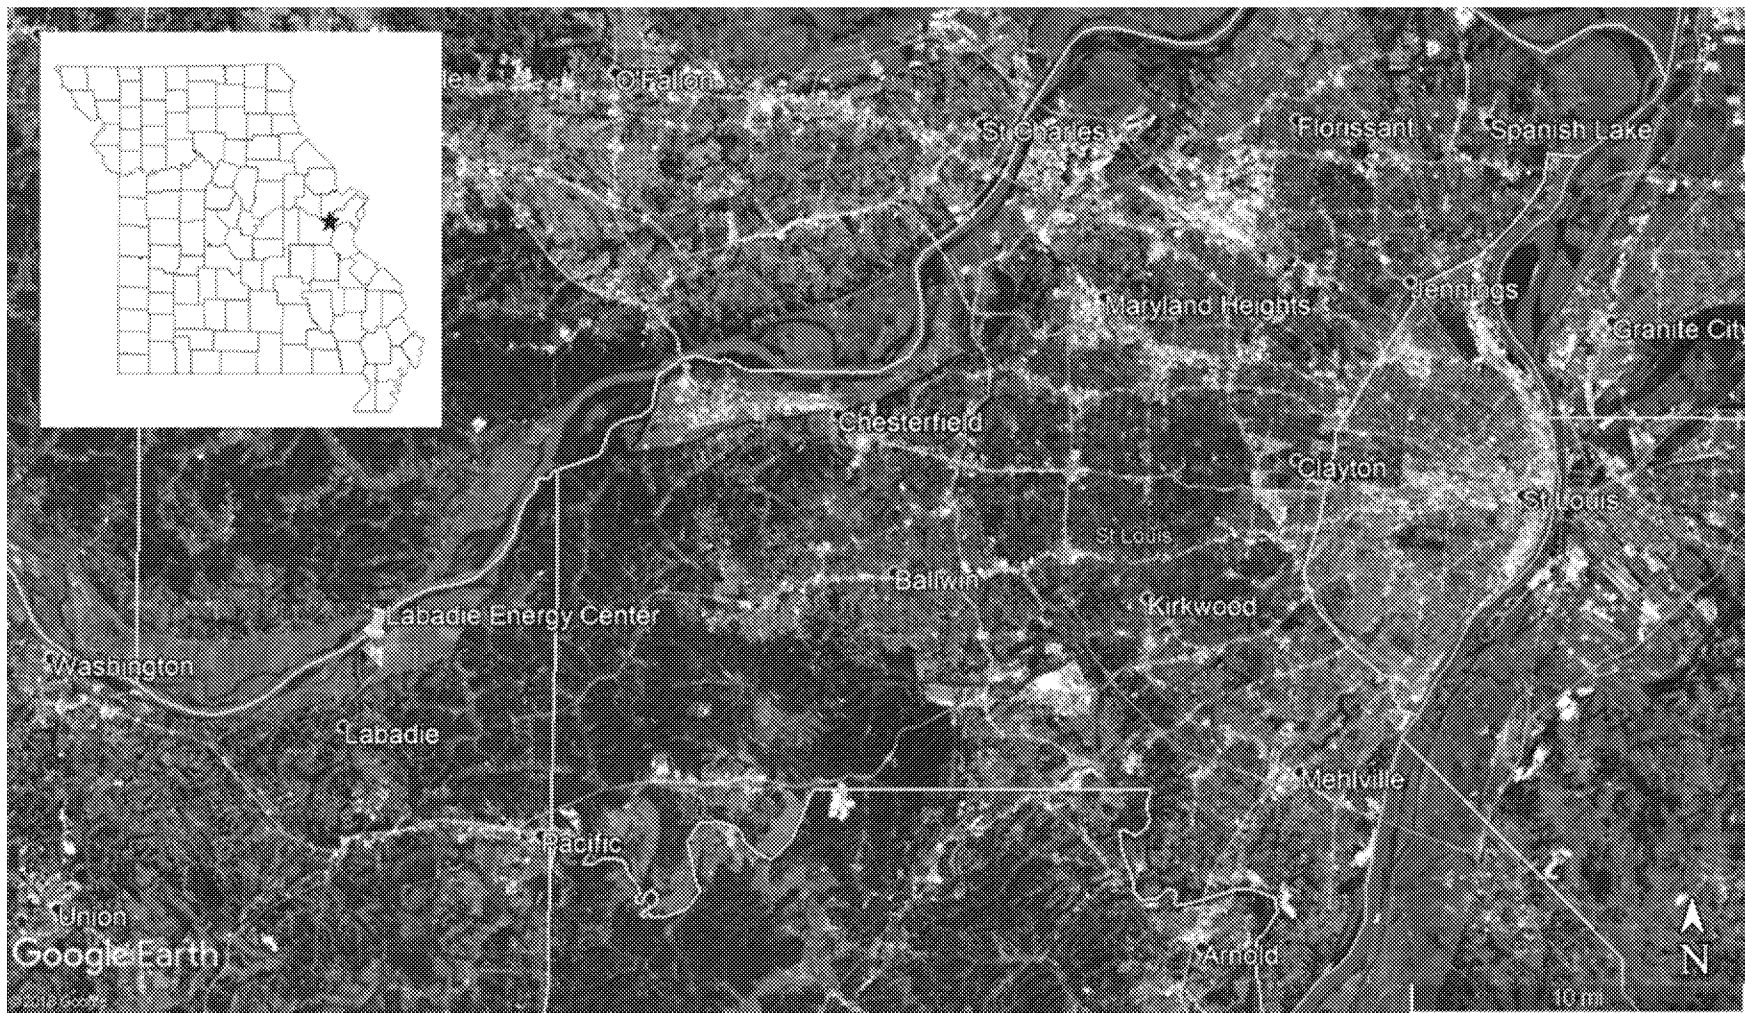 O'Fallon
St Charles
Florissant
Spanish Lake
Jennings
Maryland Heights
Granite City
Chesterfield
Clayton
St Louis
St Louis
Ballwin
Kirkwood
Labadie Energy Center
Washington
Labadie
Mehlville
Pacific
Union
Google Earth
Arnold
N
10 mi